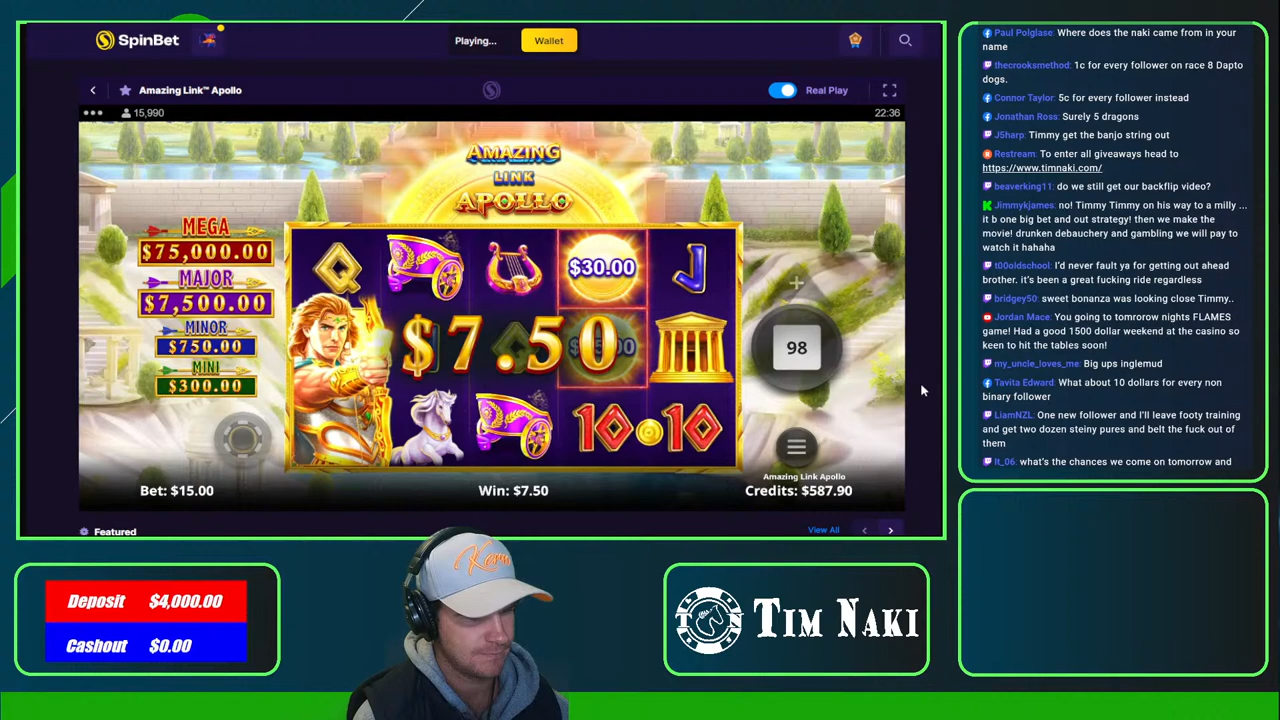 SpinBet
Playing...
Wallet
Amazing Link™ Apollo
Real Play
15,990
22:36
AMAZING
LINK
APOLLO
MEGA
$75,000.00
MAJOR
$7,500.00
MINOR
$750.00
MINI
$300.00
Q
$30.00
J
$7.50
10
10
98
Amazing Link Apollo
Bet: $15.00
Win: $7.50
Credits: $587.90
Featured
View All
Deposit $4,000.00
Cashout $0.00
TIM NAKI
Paul Polglase: Where does the naki came from in your
name
thecrooksmethod: 1c for every follower on race 8 Dapto
dogs.
Connor Taylor: 5c for every follower instead
Jonathan Ross: Surely 5 dragons
J5harp: Timmy get the banjo string out
Restream: To enter all giveaways head to
https://www.timnaki.com/
beaverking11: do we still get our backflip video?
Jimmykjames: no! Timmy Timmy on his way to a milly ...
it b one big bet and out strategy! then we make the
movie! drunken debauchery and gambling we will pay to
watch it hahaha
t00oldschool: I'd never fault ya for getting out ahead
brother. it's been a great fucking ride regardless
bridgey50: sweet bonanza was looking close Timmy..
Jordan Mace: You going to tomrorow nights FLAMES
game! Had a good 1500 dollar weekend at the casino so
keen to hit the tables soon!
my_uncle_loves_me: Big ups inglemud
Tavita Edward: What about 10 dollars for every non
binary follower
LiamNZL: One new follower and I'll leave footy training
and get two dozen steiny pures and belt the fuck out of
them
lt_06: what's the chances we come on tomorrow and